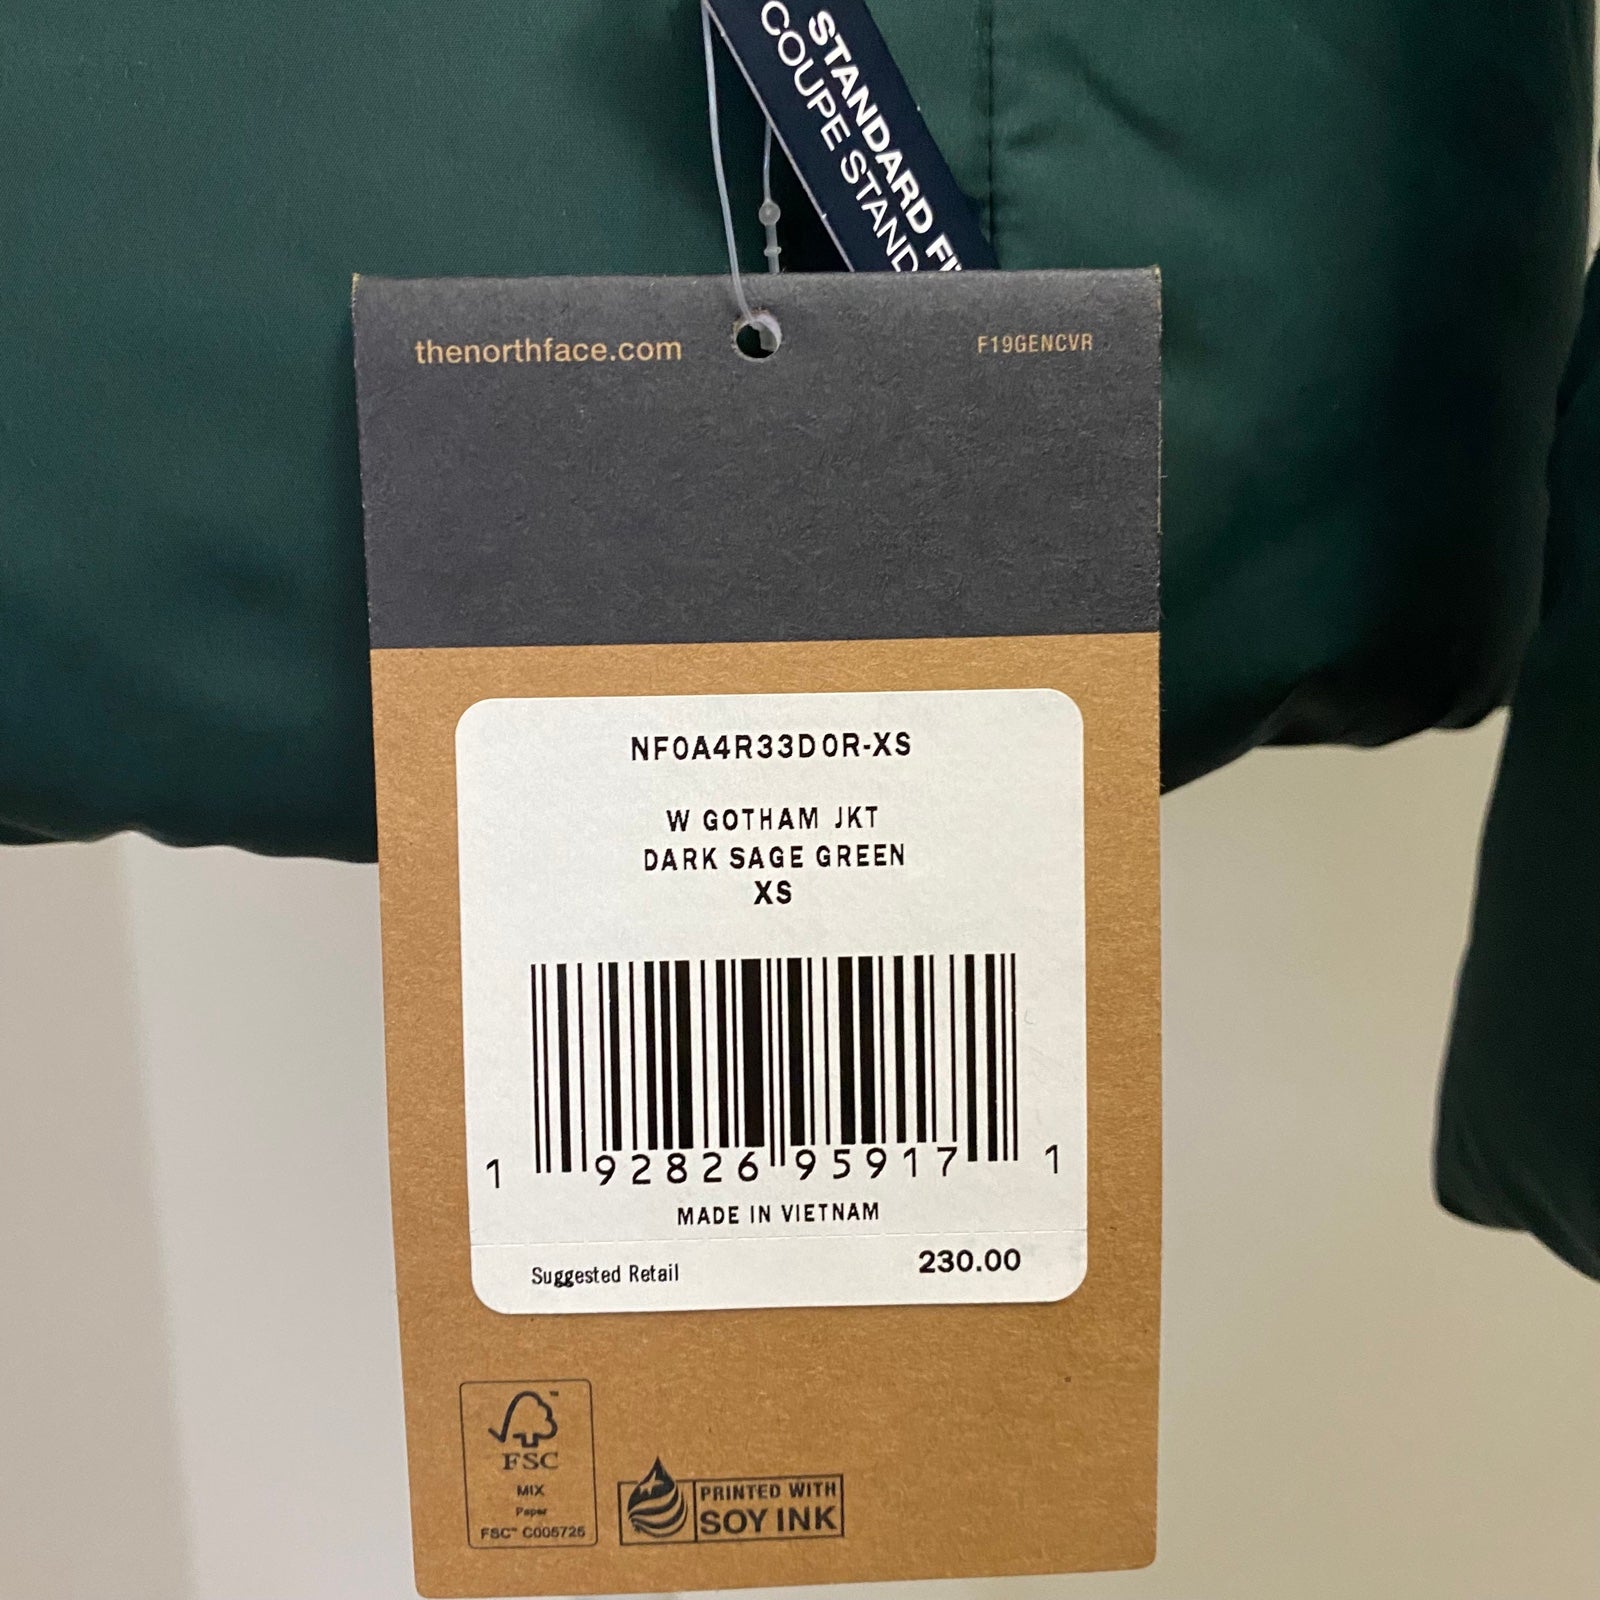 STANDARD FI
COUPE STAND
thenorthface.com
F19GENCVR
NF0A4R33D0R-XS
W GOTHAM JKT
DARK SAGE GREEN
XS
1 92826 95917 1
MADE IN VIETNAM
Suggested Retail 230.00
FSC
MIX
Paper
FSC™ C005725
PRINTED WITH
SOY INK